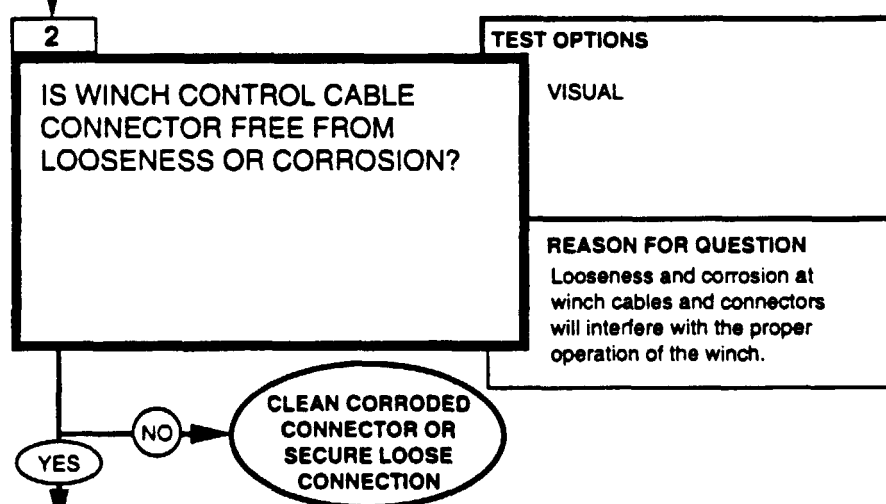 2
IS WINCH CONTROL CABLE
CONNECTOR FREE FROM
LOOSENESS OR CORROSION?
TEST OPTIONS
VISUAL
REASON FOR QUESTION
Looseness and corrosion at
winch cables and connectors
will interfere with the proper
operation of the winch.
NO
CLEAN CORRODED
CONNECTOR OR
SECURE LOOSE
CONNECTION
YES